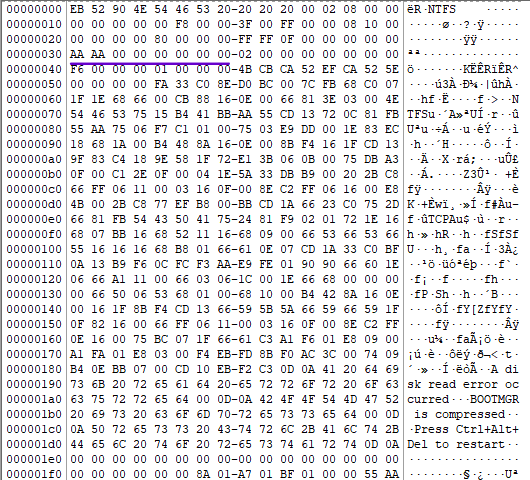 00000000 EB 52 90 4E 54 46 53 20-20 20 20 00 02 08 00 00 ëR·NTFS    ·····
00000010 00 00 00 00 00 F8 00 00-3F 00 FF 00 00 08 10 00 ·····ø··?·ÿ·····
00000020 00 00 00 00 80 00 00 00-FF FF 0F 00 00 00 00 00 ········ÿÿ······
00000030 AA AA 00 00 00 00 00 00-02 00 00 00 00 00 00 00 ªª··············
00000040 F6 00 00 00 01 00 00 00-4B CB CA 52 EF CA 52 5E ö·······KËÊRïÊR^
00000050 00 00 00 00 FA 33 C0 8E-D0 BC 00 7C FB 68 C0 07 ····ú3À·Ð¼·|ûhÀ·
00000060 1F 1E 68 66 00 CB 88 16-0E 00 66 81 3E 03 00 4E ··hf·Ë····f·>··N
00000070 54 46 53 75 15 B4 41 BB-AA 55 CD 13 72 0C 81 FB TFSu·´A»ªUÍ·r··û
00000080 55 AA 75 06 F7 C1 01 00-75 03 E9 DD 00 1E 83 EC Uªu·÷Á··u·éÝ···ì
00000090 18 68 1A 00 B4 48 8A 16-0E 00 8B F4 16 1F CD 13 ·h··´H·····ô··Í·
000000a0 9F 83 C4 18 9E 58 1F 72-E1 3B 06 0B 00 75 DB A3 ··Ä··X·rá;···uÛ£
000000b0 0F 00 C1 2E 0F 00 04 1E-5A 33 DB B9 00 20 2B C8 ··Á.····Z3Û¹· +È
000000c0 66 FF 06 11 00 03 16 0F-00 8E C2 FF 06 16 00 E8 fÿ········Âÿ···è
000000d0 4B 00 2B C8 77 EF B8 00-BB CD 1A 66 23 C0 75 2D K·+Èwï¸·»Í·f#Àu-
000000e0 66 81 FB 54 43 50 41 75-24 81 F9 02 01 72 1E 16 f·ûTCPAu$·ù··r··
000000f0 68 07 BB 16 68 52 11 16-68 09 00 66 53 66 53 66 h·»·hR··h··fSfSf
00000100 55 16 16 16 68 B8 01 66-61 0E 07 CD 1A 33 C0 BF U···h¸·fa··Í·3À¿
00000110 0A 13 B9 F6 0C FC F3 AA-E9 FE 01 90 90 66 60 1E ··¹ö·üóªéþ···f`·
00000120 06 66 A1 11 00 66 03 06-1C 00 1E 66 68 00 00 00 ·f¡··f·····fh···
00000130 00 66 50 06 53 68 01 00-68 10 00 B4 42 8A 16 0E ·fP·Sh··h··´B···
00000140 00 16 1F 8B F4 CD 13 66-59 5B 5A 66 59 66 59 1F ····ôÍ·fY[ZfYfY·
00000150 0F 82 16 00 66 FF 06 11-00 03 16 0F 00 8E C2 FF ····fÿ········Âÿ
00000160 0E 16 00 75 BC 07 1F 66-61 C3 A1 F6 01 E8 09 00 ···u¼··faÃ¡ö·è··
00000170 A1 FA 01 E8 03 00 F4 EB-FD 8B F0 AC 3C 00 74 09 ¡ú·è··ôëý·ð¬<·t·
00000180 B4 0E BB 07 00 CD 10 EB-F2 C3 0D 0A 41 20 64 69 ´·»··Í·ëòÃ··A di
00000190 73 6B 20 72 65 61 64 20-65 72 72 6F 72 20 6F 63 sk read error oc
000001a0 63 75 72 72 65 64 00 0D-0A 42 4F 4F 54 4D 47 52 curred···BOOTMGR
000001b0 20 69 73 20 63 6F 6D 70-72 65 73 73 65 64 00 0D  is compressed··
000001c0 0A 50 72 65 73 73 20 43-74 72 6C 2B 41 6C 74 2B ·Press Ctrl+Alt+
000001d0 44 65 6C 20 74 6F 20 72-65 73 74 61 72 74 0D 0A Del to restart··
000001e0 00 00 00 00 00 00 00 00-00 00 00 00 00 00 00 00 ················
000001f0 00 00 00 00 00 00 8A 01-A7 01 BF 01 00 00 55 AA ········§·¿···Uª